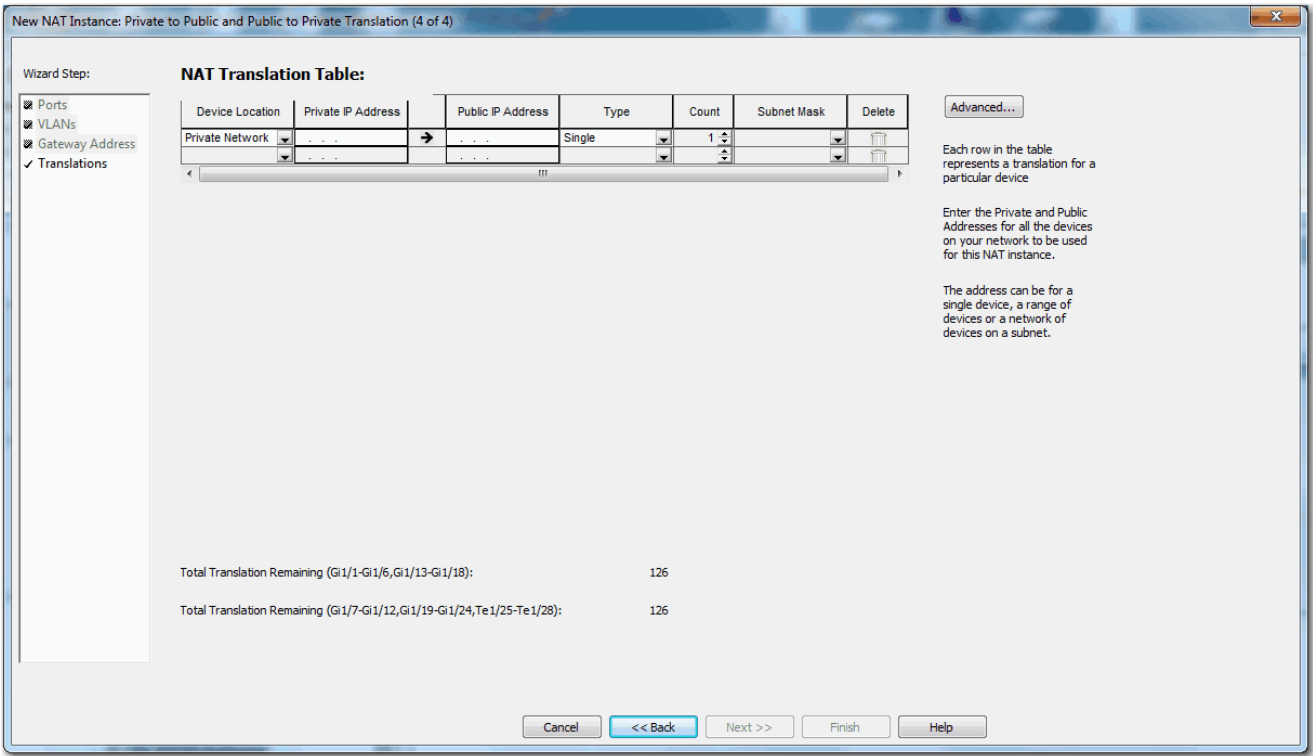 New NAT Instance: Private to Public and Public to Private Translation (4 of 4)
x
Wizard Step:
Ports
VLANs
Gateway Address
Translations
NAT Translation Table:
Device Location Private IP Address Public IP Address Type Count Subnet Mask Delete
Private Network . . . . . . Single 1
. . . . . .
Advanced...
Each row in the table
represents a translation for a
particular device
Enter the Private and Public
Addresses for all the devices
on your network to be used
for this NAT instance.
The address can be for a
single device, a range of
devices or a network of
devices on a subnet.
Total Translation Remaining (Gi1/1-Gi1/6,Gi1/13-Gi1/18): 126
Total Translation Remaining (Gi1/7-Gi1/12,Gi1/19-Gi1/24,Te1/25-Te1/28): 126
Cancel << Back Next >> Finish Help